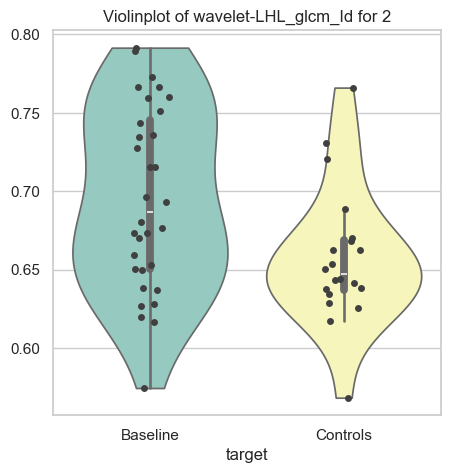 Violinplot of wavelet-LHL_glcm_Id for 2
0.80
0.75
0.70
0.65
0.60
Baseline Controls
target